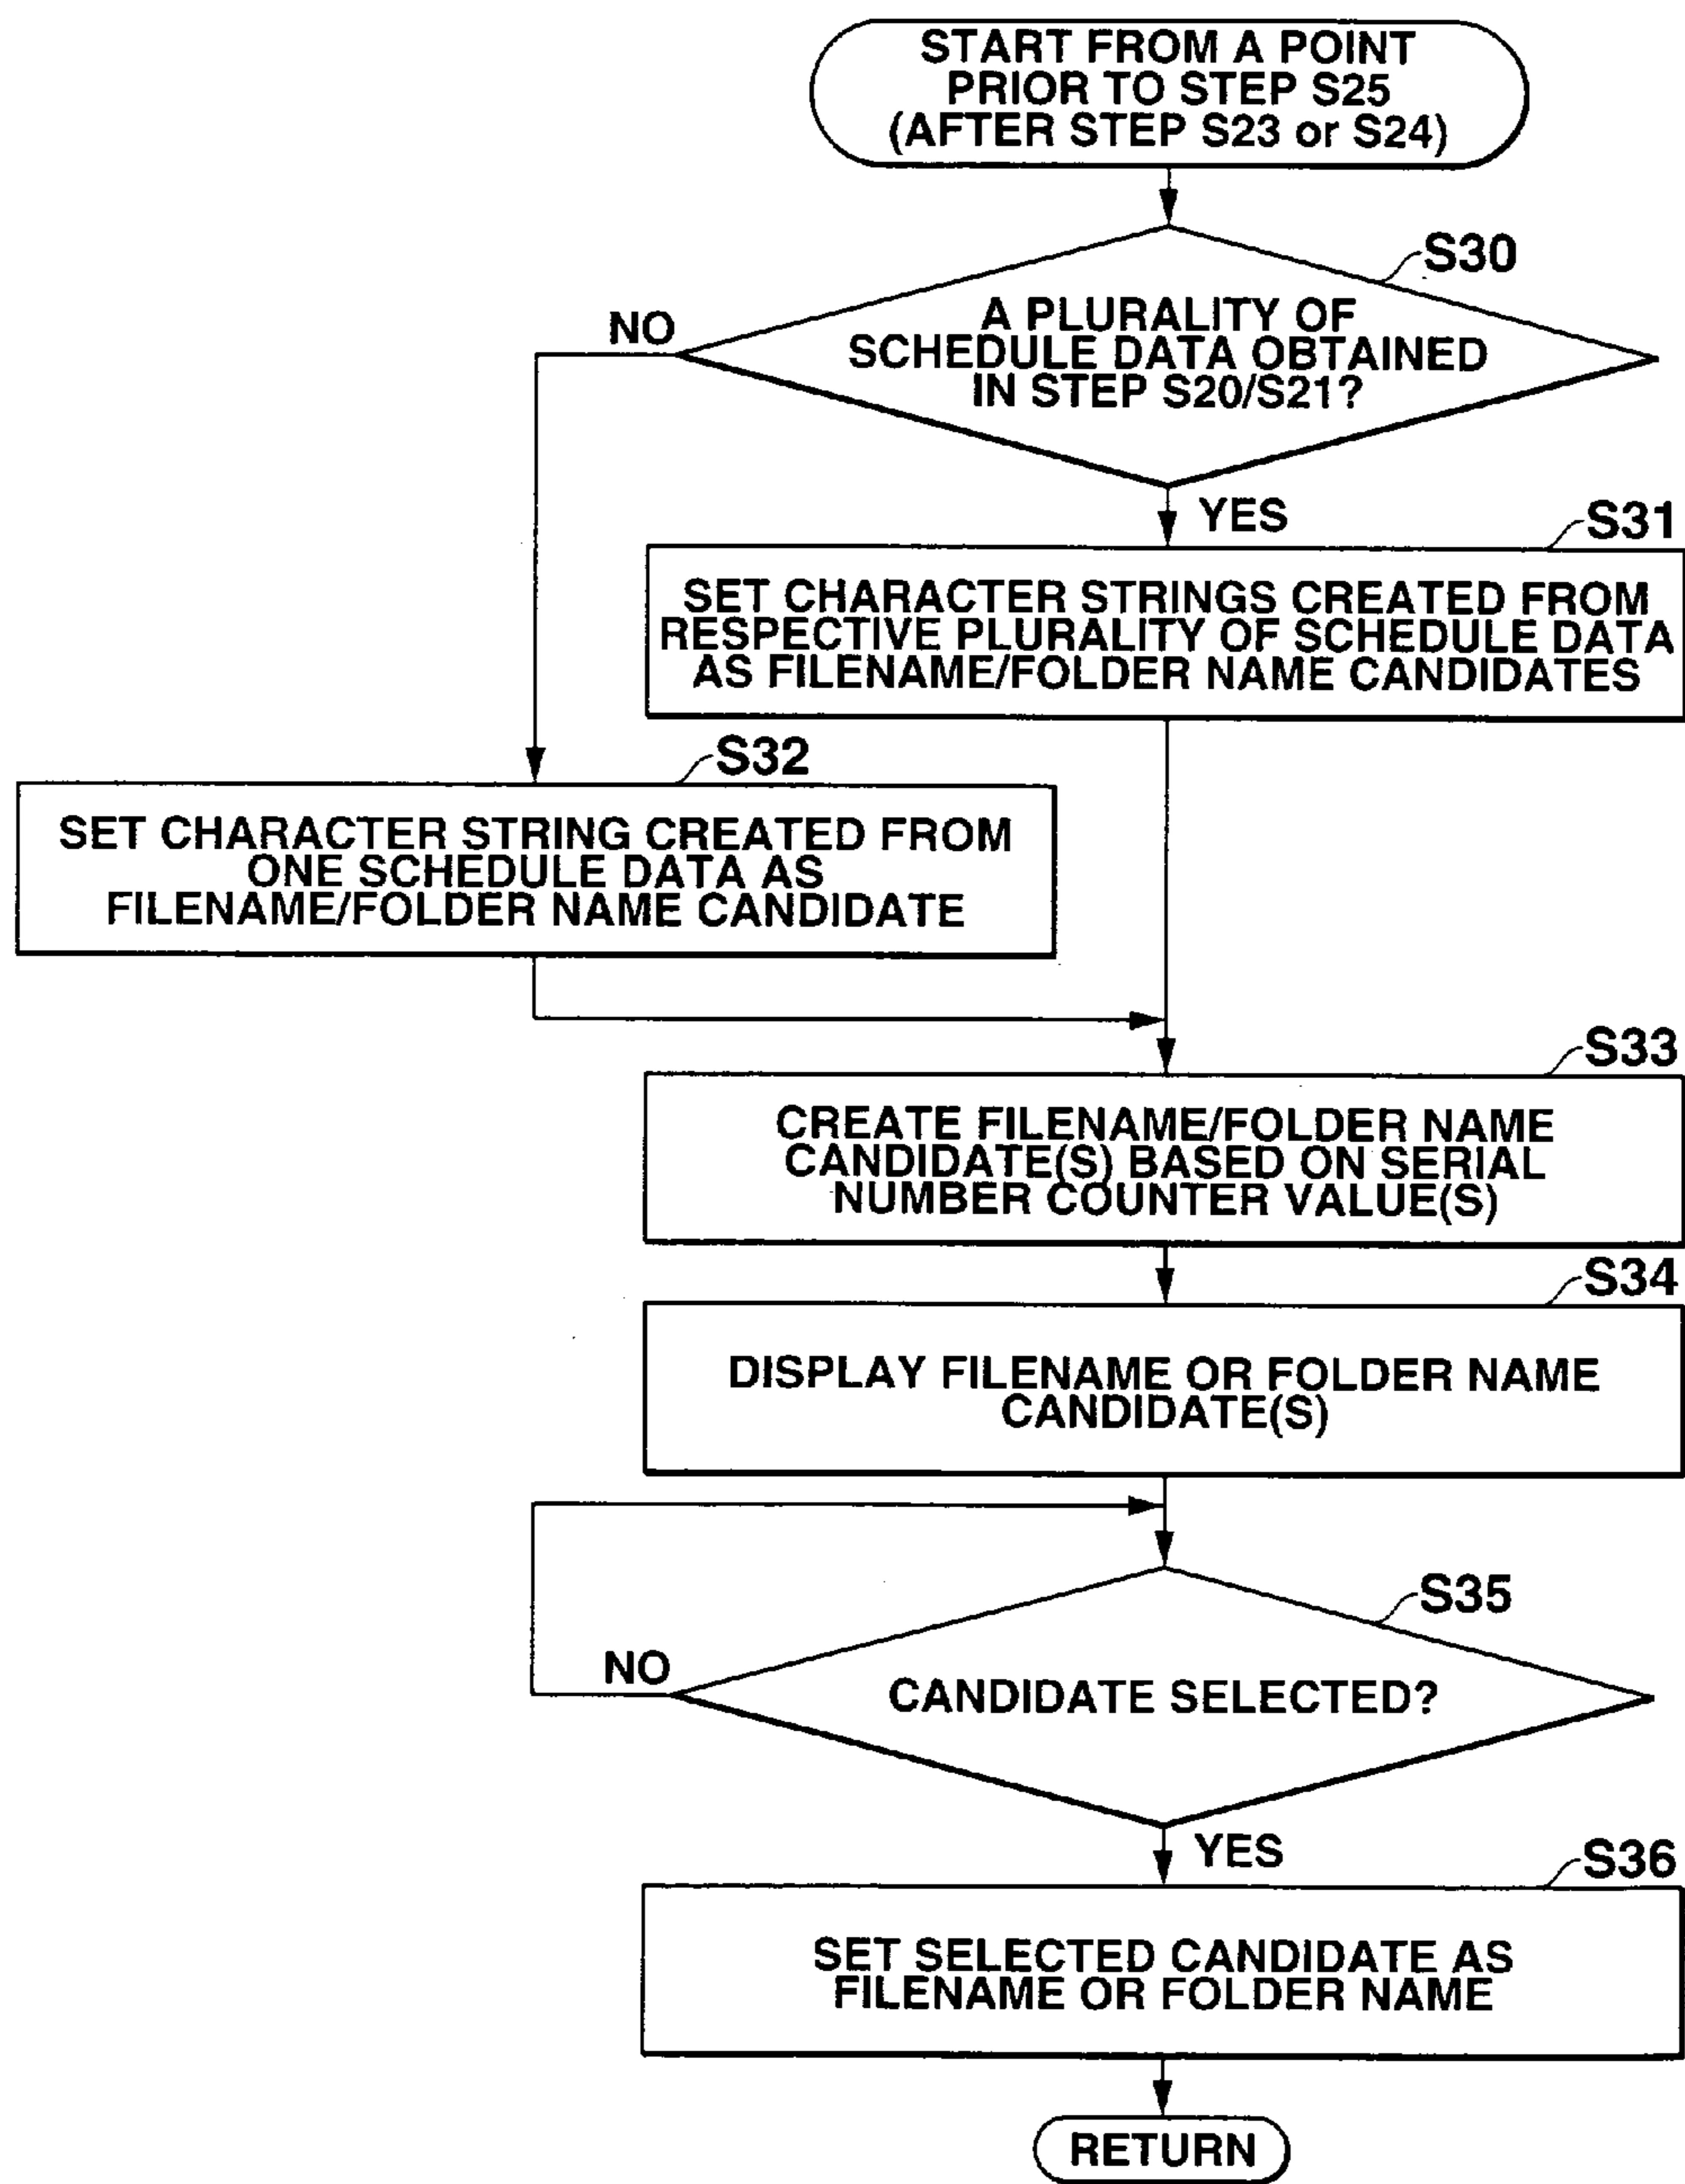 START FROM A POINT
PRIOR TO STEP S25
(AFTER STEP S23 or S24)
S30
A PLURALITY OF
SCHEDULE DATA OBTAINED
IN STEP S20/S21?
NO
YES
S31
SET CHARACTER STRINGS CREATED FROM
RESPECTIVE PLURALITY OF SCHEDULE DATA
AS FILENAME/FOLDER NAME CANDIDATES
S32
SET CHARACTER STRING CREATED FROM
ONE SCHEDULE DATA AS
FILENAME/FOLDER NAME CANDIDATE
S33
CREATE FILENAME/FOLDER NAME
CANDIDATE(S) BASED ON SERIAL
NUMBER COUNTER VALUE(S)
S34
DISPLAY FILENAME OR FOLDER NAME
CANDIDATE(S)
S35
NO
CANDIDATE SELECTED?
YES
S36
SET SELECTED CANDIDATE AS
FILENAME OR FOLDER NAME
RETURN